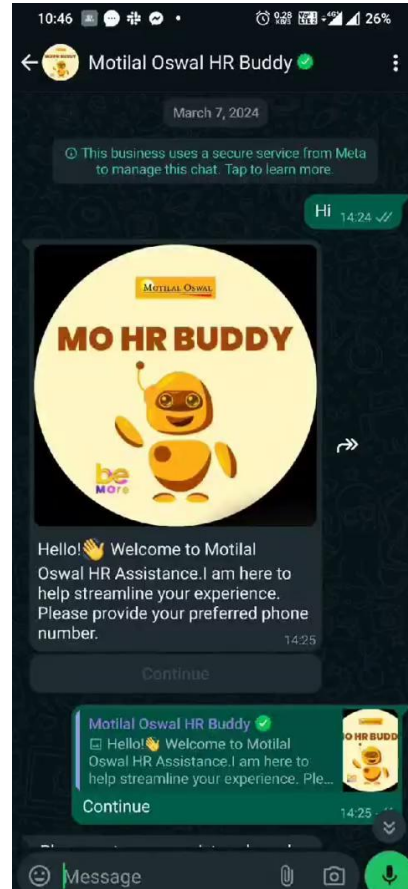 10:46
0.28 KB/S
4G
26%
Motilal Oswal HR Buddy
March 7, 2024
This business uses a secure service from Meta
to manage this chat. Tap to learn more.
Hi 14:24
MOTILAL OSWAL
MO HR BUDDY
be
MORE
Hello!👋 Welcome to Motilal
Oswal HR Assistance.I am here to
help streamline your experience.
Please provide your preferred phone
number. 14:25
Continue
Motilal Oswal HR Buddy
Hello!👋 Welcome to Motilal
Oswal HR Assistance.I am here to
help streamline your experience. Ple...
Continue 14:25
Message